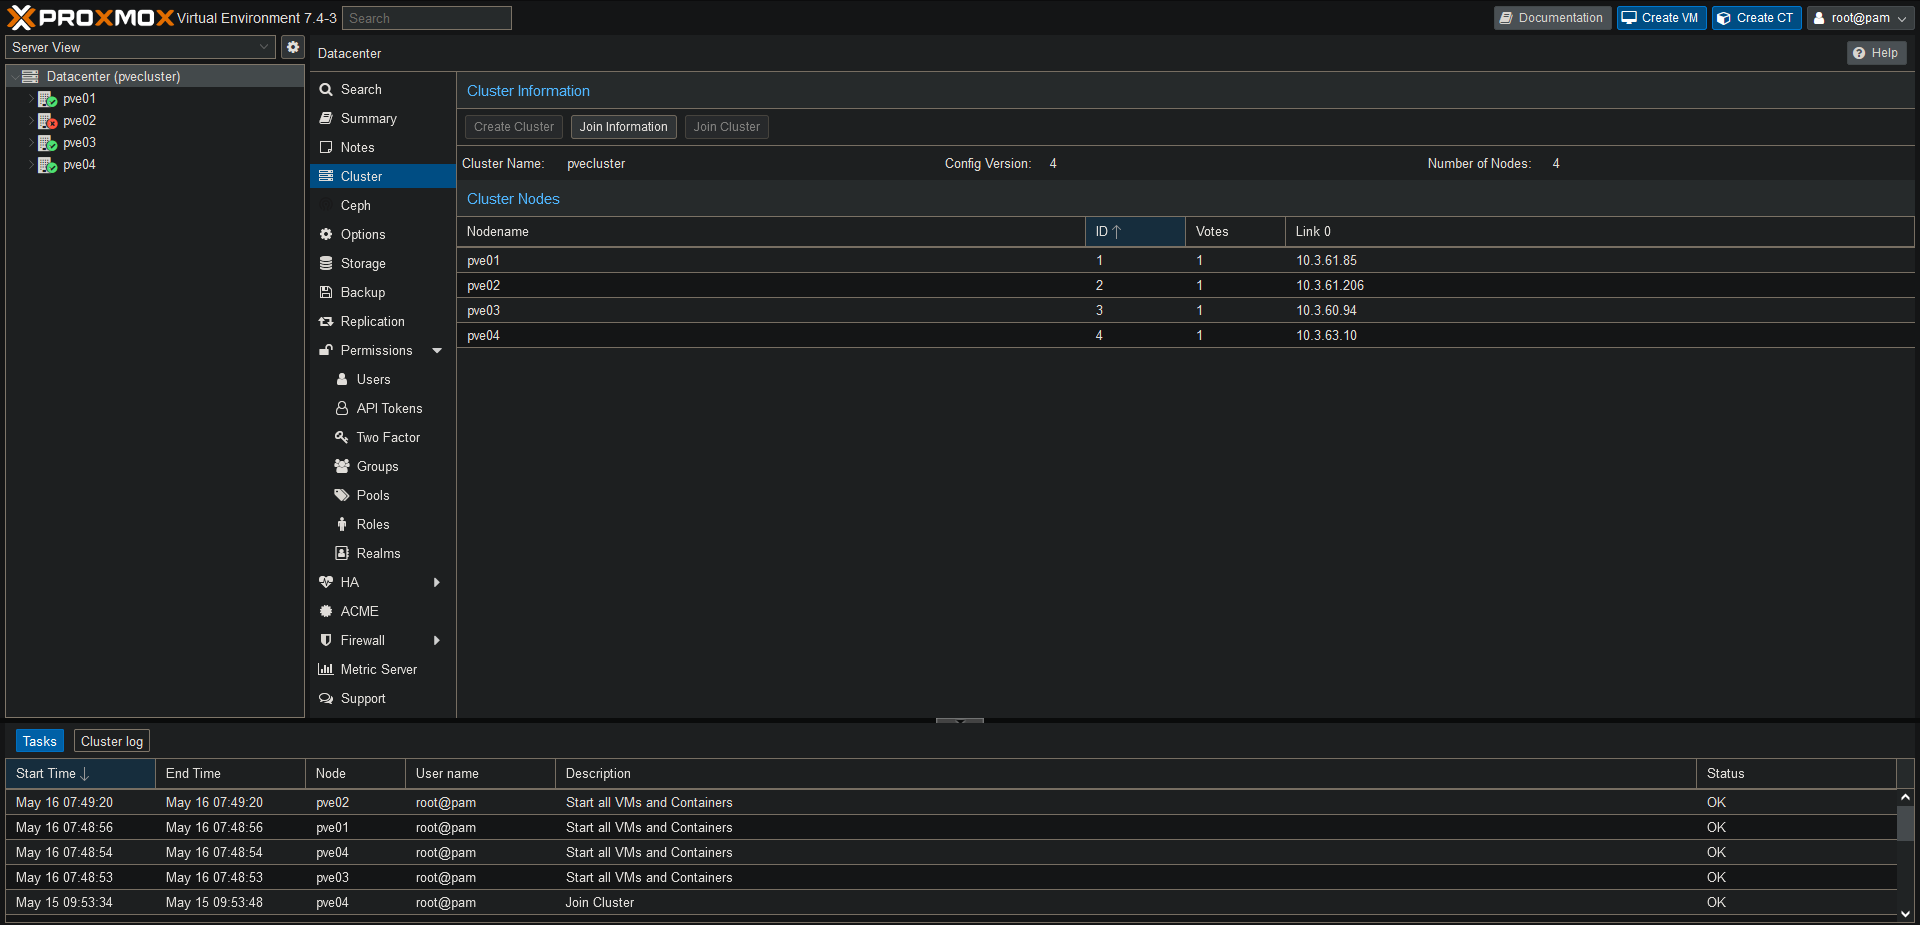 PROXMOX Virtual Environment 7.4-3 Search Documentation Create VM Create CT root@pam
Server View
Datacenter Help
Datacenter (pvecluster)
pve01
pve02
pve03
pve04
Search
Summary
Notes
Cluster
Ceph
Options
Storage
Backup
Replication
Permissions
Users
API Tokens
Two Factor
Groups
Pools
Roles
Realms
HA
ACME
Firewall
Metric Server
Support
Cluster Information
Create Cluster Join Information Join Cluster
Cluster Name: pvecluster Config Version: 4 Number of Nodes: 4
Cluster Nodes
Nodename ID Votes Link 0
pve01 1 1 10.3.61.85
pve02 2 1 10.3.61.206
pve03 3 1 10.3.60.94
pve04 4 1 10.3.63.10
Tasks Cluster log
Start Time End Time Node User name Description Status
May 16 07:49:20 May 16 07:49:20 pve02 root@pam Start all VMs and Containers OK
May 16 07:48:56 May 16 07:48:56 pve01 root@pam Start all VMs and Containers OK
May 16 07:48:54 May 16 07:48:54 pve04 root@pam Start all VMs and Containers OK
May 16 07:48:53 May 16 07:48:53 pve03 root@pam Start all VMs and Containers OK
May 15 09:53:34 May 15 09:53:48 pve04 root@pam Join Cluster OK